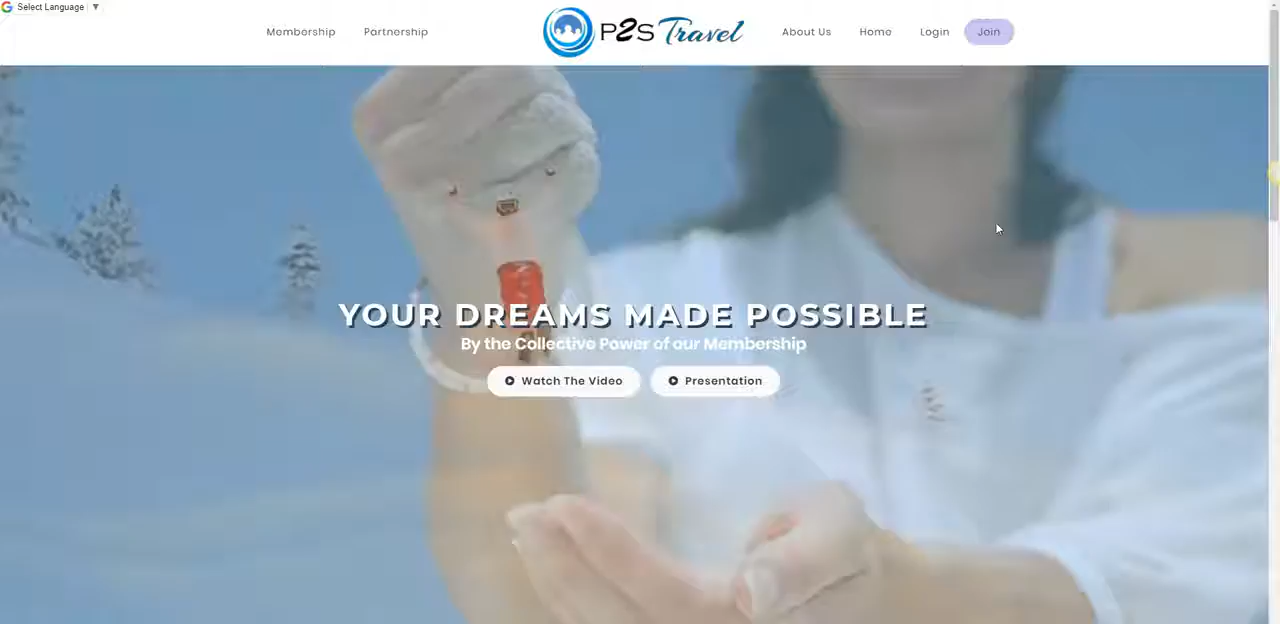 Select Language ▼
Membership Partnership P2S Travel About Us Home Login Join
YOUR DREAMS MADE POSSIBLE
By the Collective Power of our Membership
Watch The Video Presentation